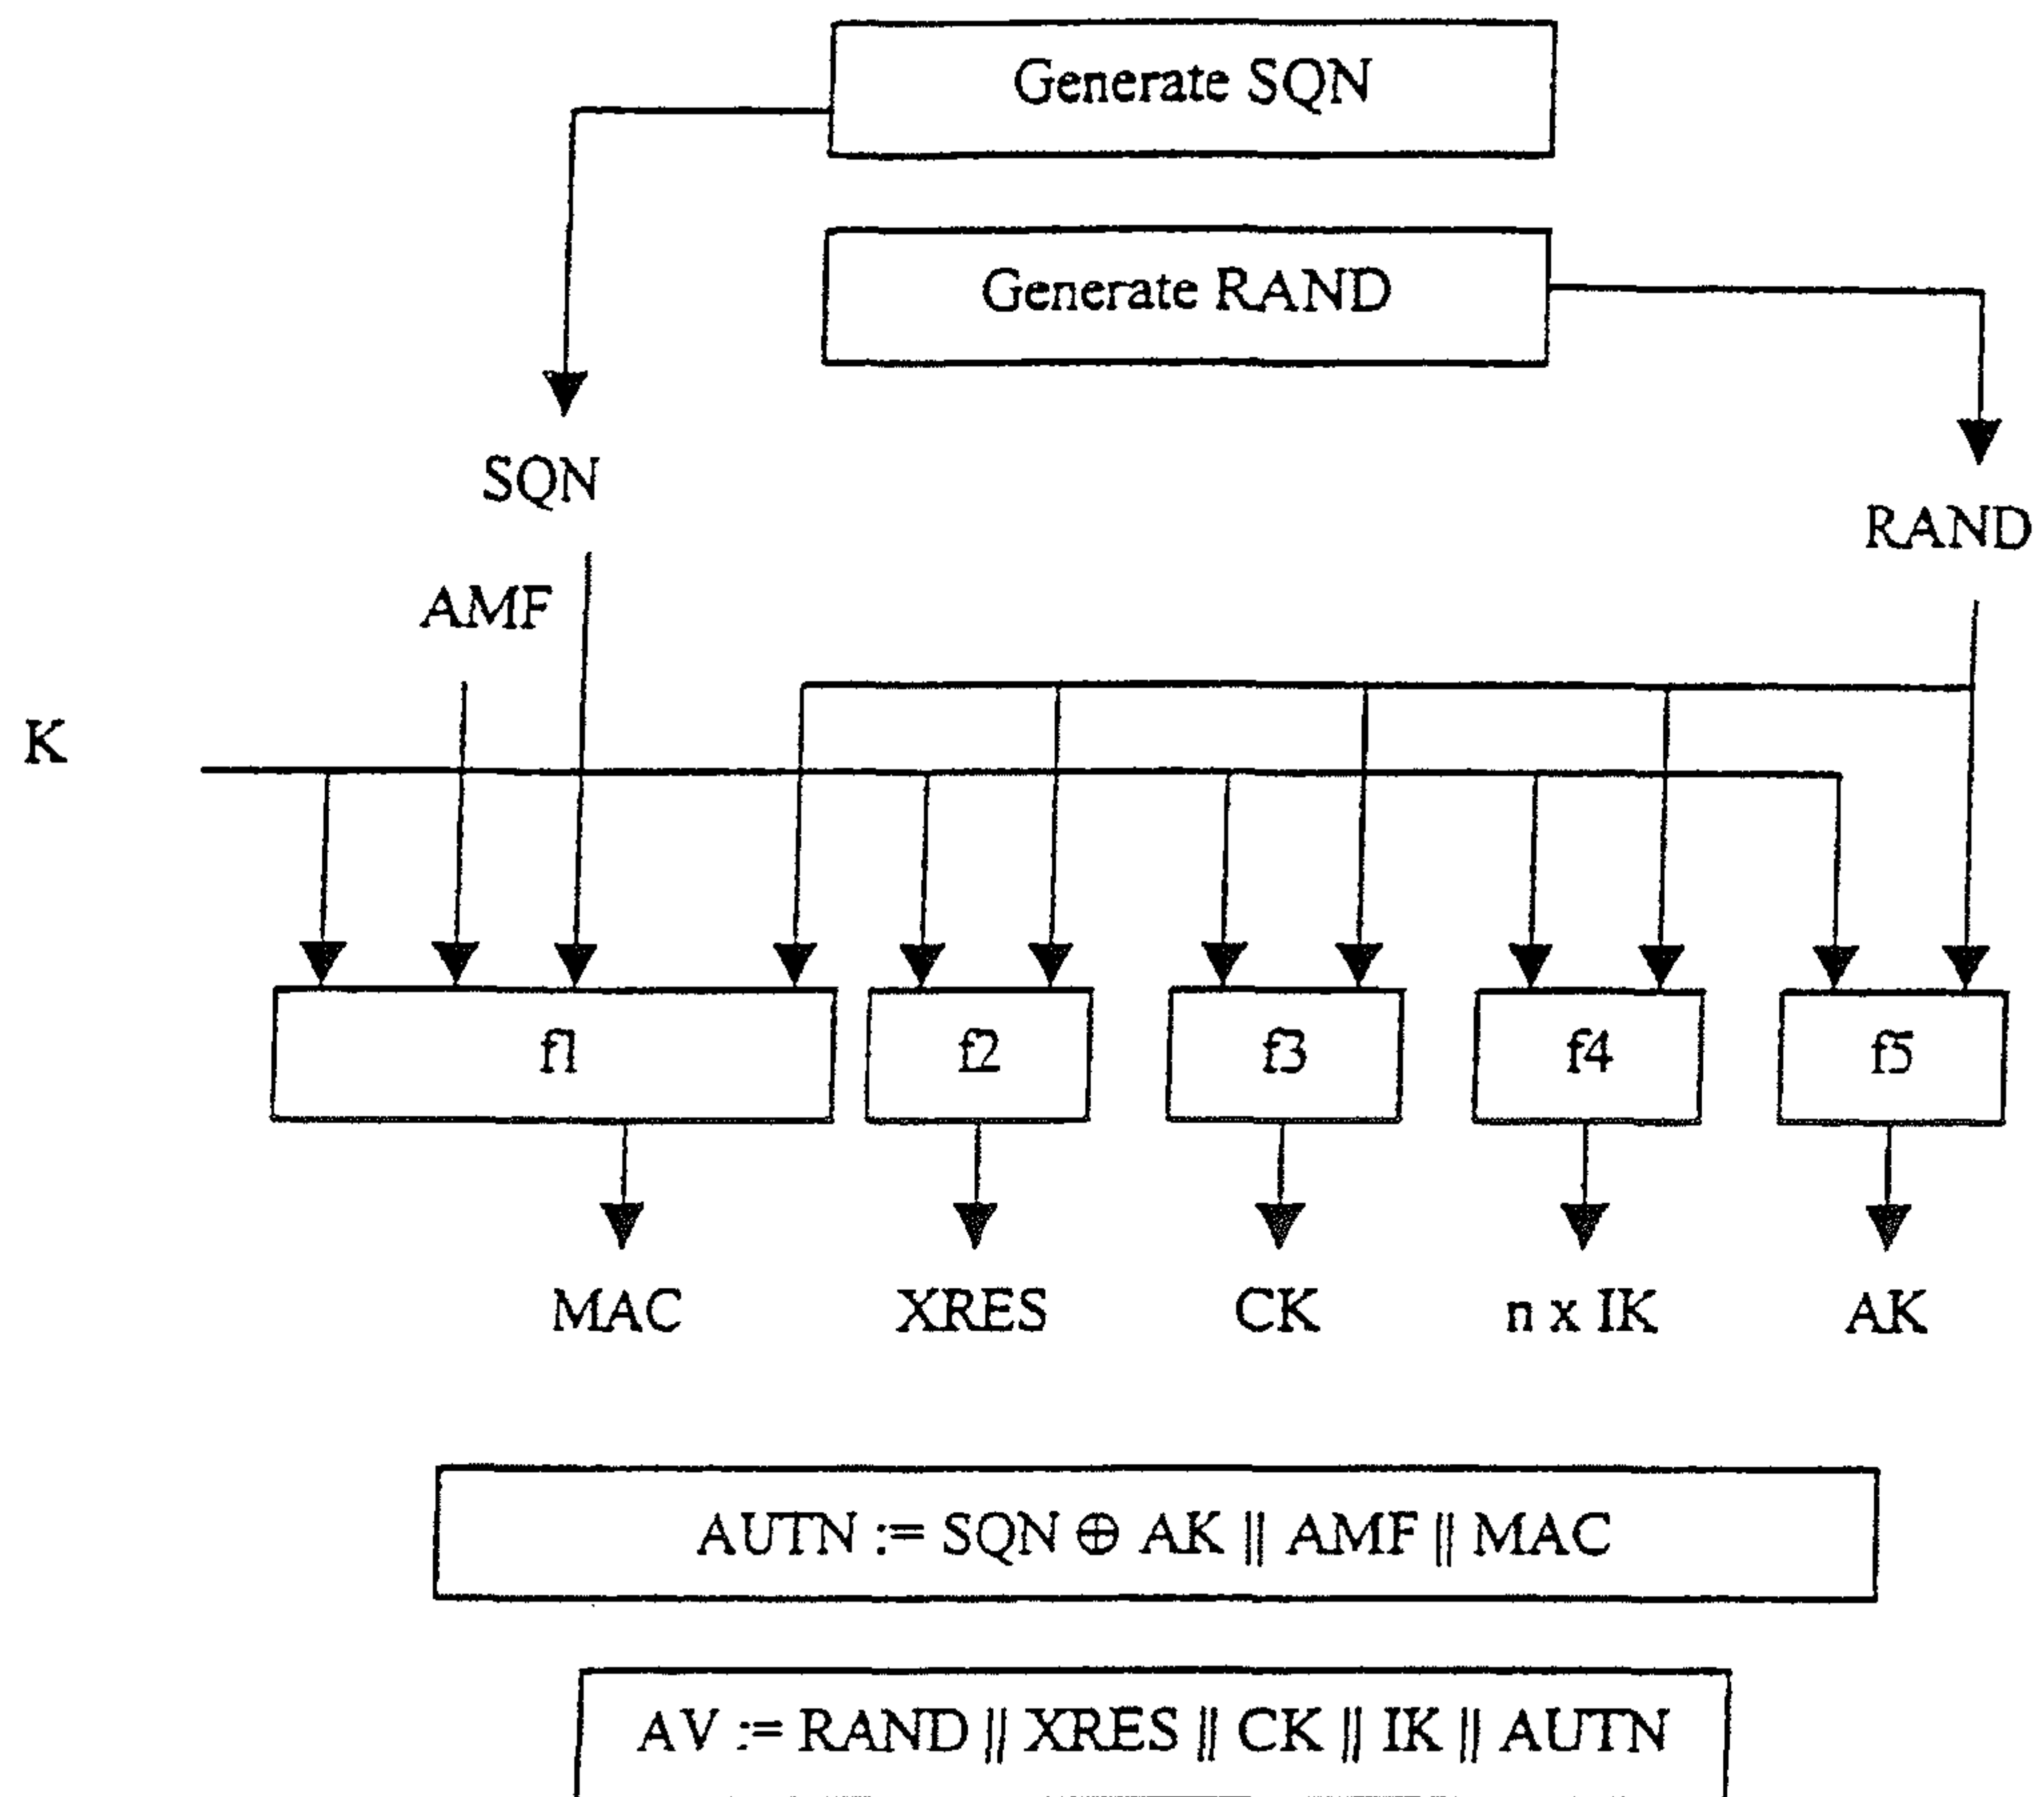 Generate SQN
Generate RAND
SQN
RAND
AMF
K
f1
f2
f3
f4
f5
MAC
XRES
CK
n x IK
AK
AUTN := SQN ⊕ AK || AMF || MAC
AV := RAND || XRES || CK || IK || AUTN